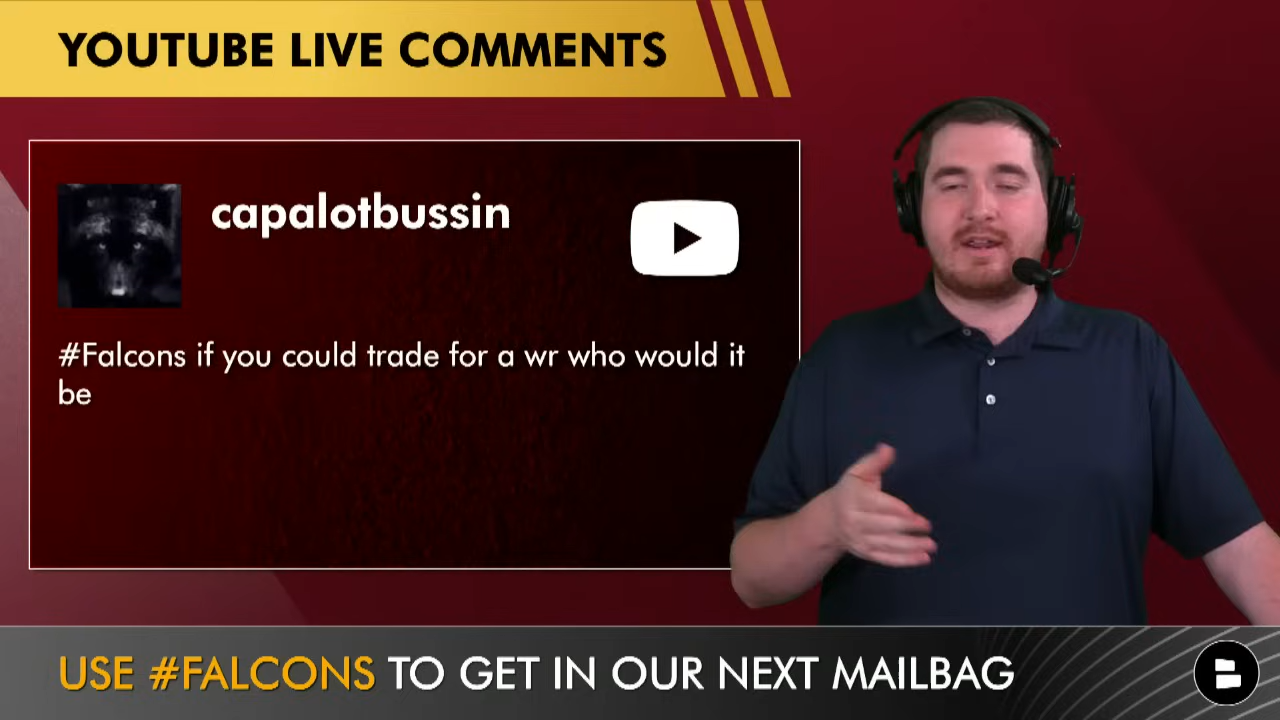 YOUTUBE LIVE COMMENTS
capalotbussin
#Falcons if you could trade for a wr who would it
be
USE #FALCONS TO GET IN OUR NEXT MAILBAG